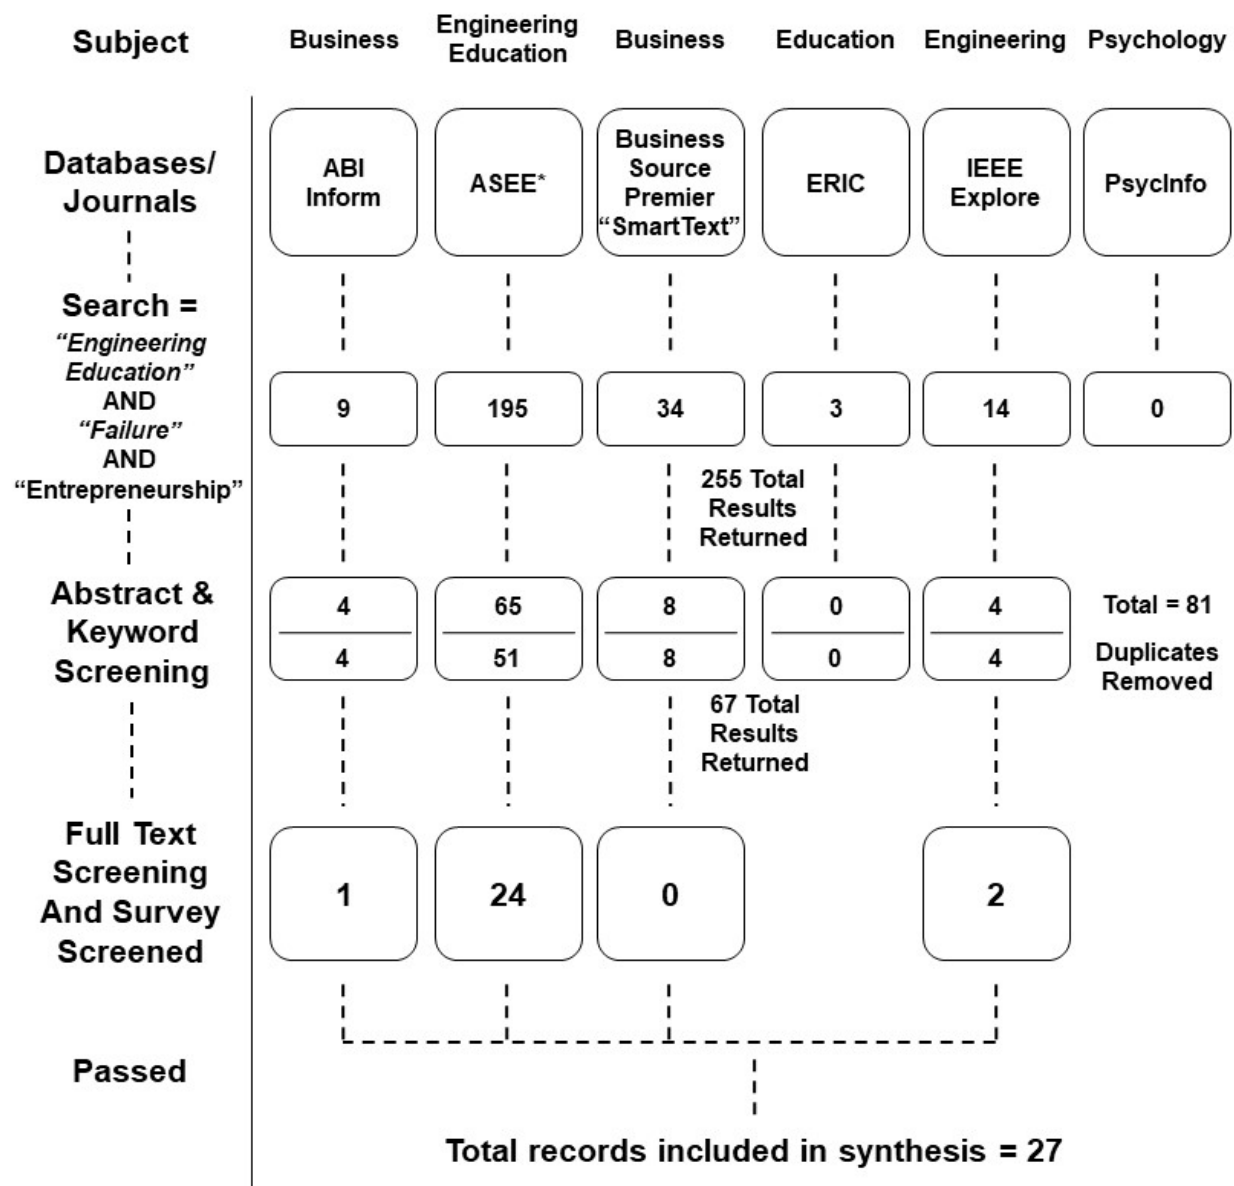 Subject
Business
Engineering
Education
Business
Education
Engineering
Psychology
Databases/
Journals
ABI
Inform
ASEE*
Business
Source
Premier
“SmartText”
ERIC
IEEE
Explore
PsycInfo
Search =
“Engineering
Education”
AND
“Failure”
AND
“Entrepreneurship”
9
195
34
3
14
0
255 Total
Results
Returned
Abstract &
Keyword
Screening
4
65
8
0
4
Total = 81
4
51
8
0
4
Duplicates
Removed
67 Total
Results
Returned
Full Text
Screening
And Survey
Screened
1
24
0
2
Passed
Total records included in synthesis = 27